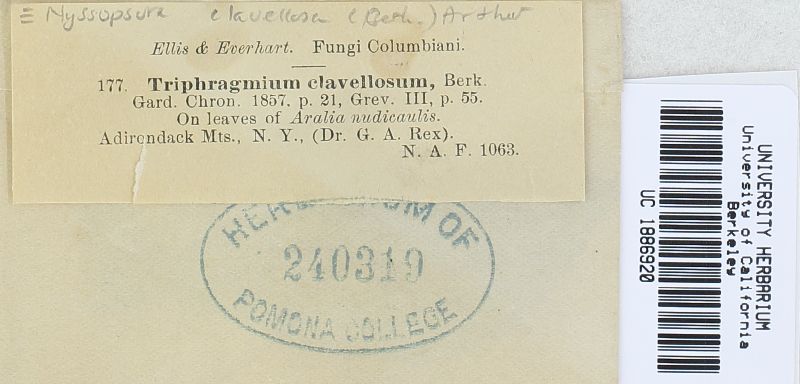 ≡ Nyssopsora clavellosa (Berk.) Arthur
Ellis & Everhart. Fungi Columbiani.
177. Triphragmium clavellosum, Berk.
Gard. Chron. 1857. p. 21, Grev. III, p. 55.
On leaves of Aralia nudicaulis.
Adirondack Mts., N. Y., (Dr. G. A. Rex).
N. A. F. 1063.
HERBARIUM OF
240319
POMONA COLLEGE
UNIVERSITY HERBARIUM
University of California
Berkeley
UC 1886920